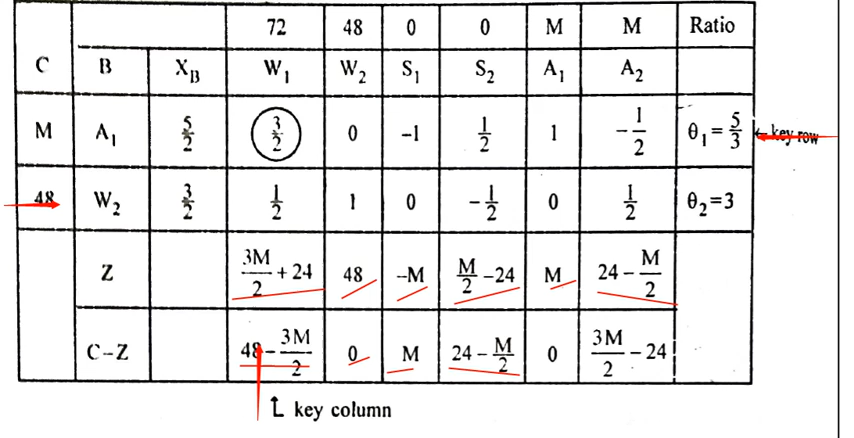 72 48 0 0 M M Ratio
C B X_B W_1 W_2 S_1 S_2 A_1 A_2
M A_1 5/2 3/2 0 -1 1/2 1 -1/2 θ_1 = 5/3 ← key row
48 W_2 3/2 1/2 1 0 -1/2 0 1/2 θ_2=3
Z 3M/2 + 24 48 -M M/2 - 24 M 24 - M/2
C-Z 48 - 3M/2 0 M 24 - M/2 0 3M/2 - 24
key column